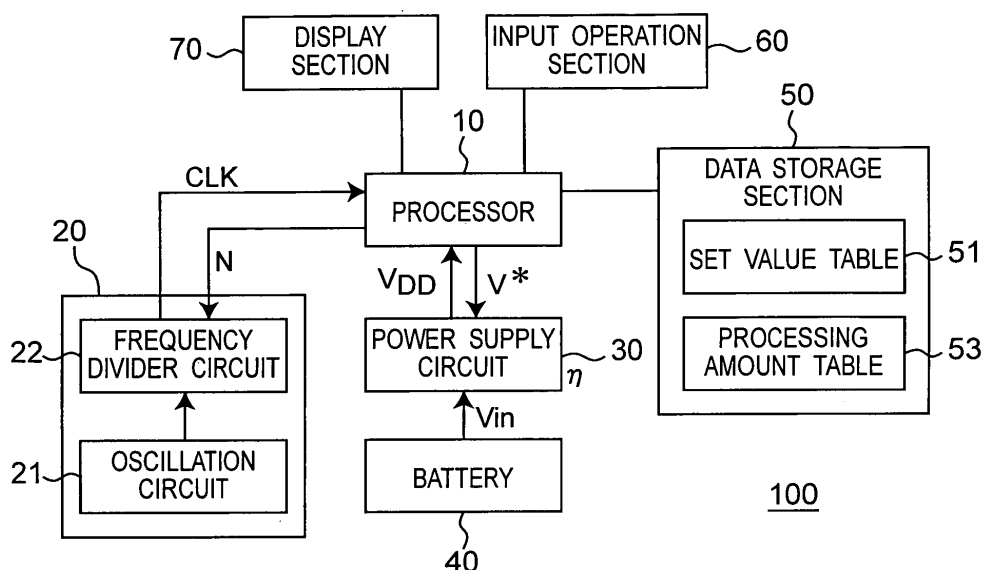 70
DISPLAY
SECTION
INPUT OPERATION
SECTION
60
10
50
CLK
PROCESSOR
DATA STORAGE
SECTION
20
N
VDD
V*
SET VALUE TABLE
51
22
FREQUENCY
DIVIDER CIRCUIT
POWER SUPPLY
CIRCUIT
η
30
PROCESSING
AMOUNT TABLE
53
Vin
21
OSCILLATION
CIRCUIT
BATTERY
40
100